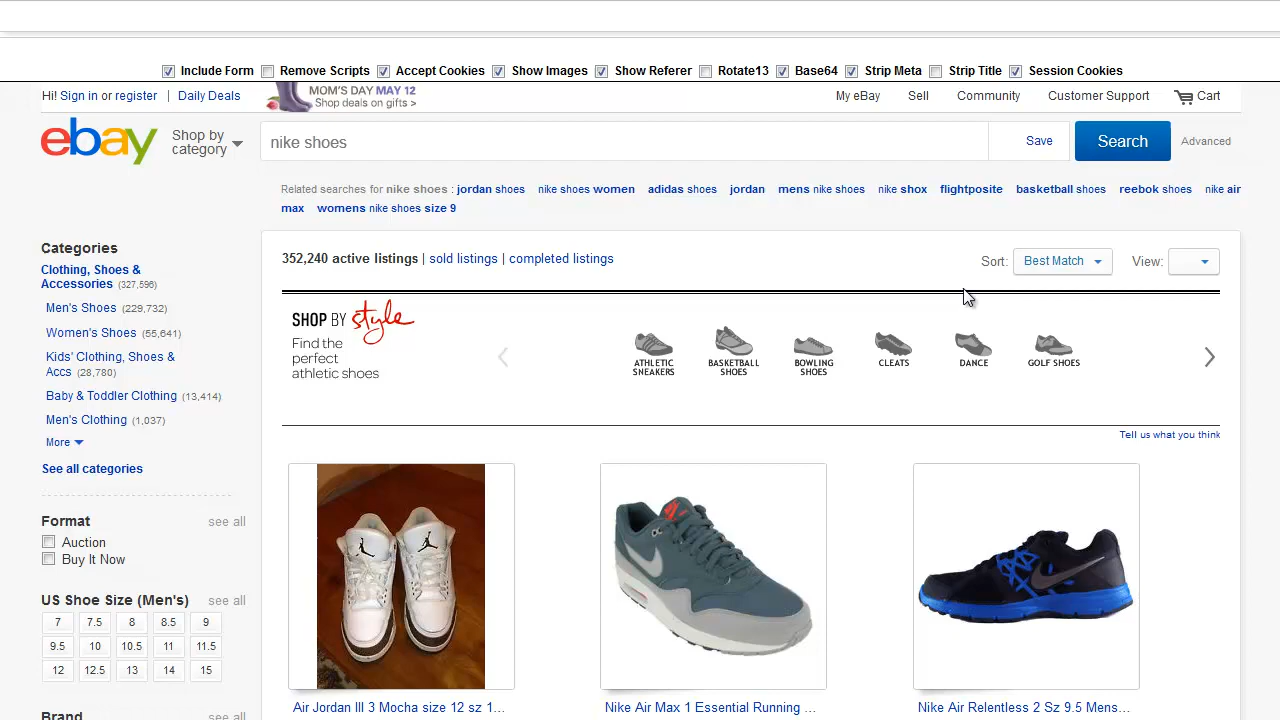 Include Form Remove Scripts Accept Cookies Show Images Show Referer Rotate13 Base64 Strip Meta Strip Title Session Cookies
Hi! Sign in or register | Daily Deals
MOM'S DAY MAY 12
Shop deals on gifts >
My eBay Sell Community Customer Support Cart
ebay
Shop by
category
nike shoes
Save
Search
Advanced
Related searches for nike shoes : jordan shoes nike shoes women adidas shoes jordan mens nike shoes nike shox flightposite basketball shoes reebok shoes nike air
max womens nike shoes size 9
Categories
Clothing, Shoes &
Accessories (327,596)
Men's Shoes (229,732)
Women's Shoes (55,641)
Kids' Clothing, Shoes &
Accs (28,780)
Baby & Toddler Clothing (13,414)
Men's Clothing (1,037)
More
See all categories
Format see all
Auction
Buy It Now
US Shoe Size (Men's) see all
7 7.5 8 8.5 9
9.5 10 10.5 11 11.5
12 12.5 13 14 15
Brand see all
352,240 active listings | sold listings | completed listings
Sort: Best Match View:
SHOP BY style
Find the
perfect
athletic shoes
ATHLETIC
SNEAKERS
BASKETBALL
SHOES
BOWLING
SHOES
CLEATS
DANCE
GOLF SHOES
Tell us what you think
Air Jordan III 3 Mocha size 12 sz 1...
Nike Air Max 1 Essential Running ...
Nike Air Relentless 2 Sz 9.5 Mens...